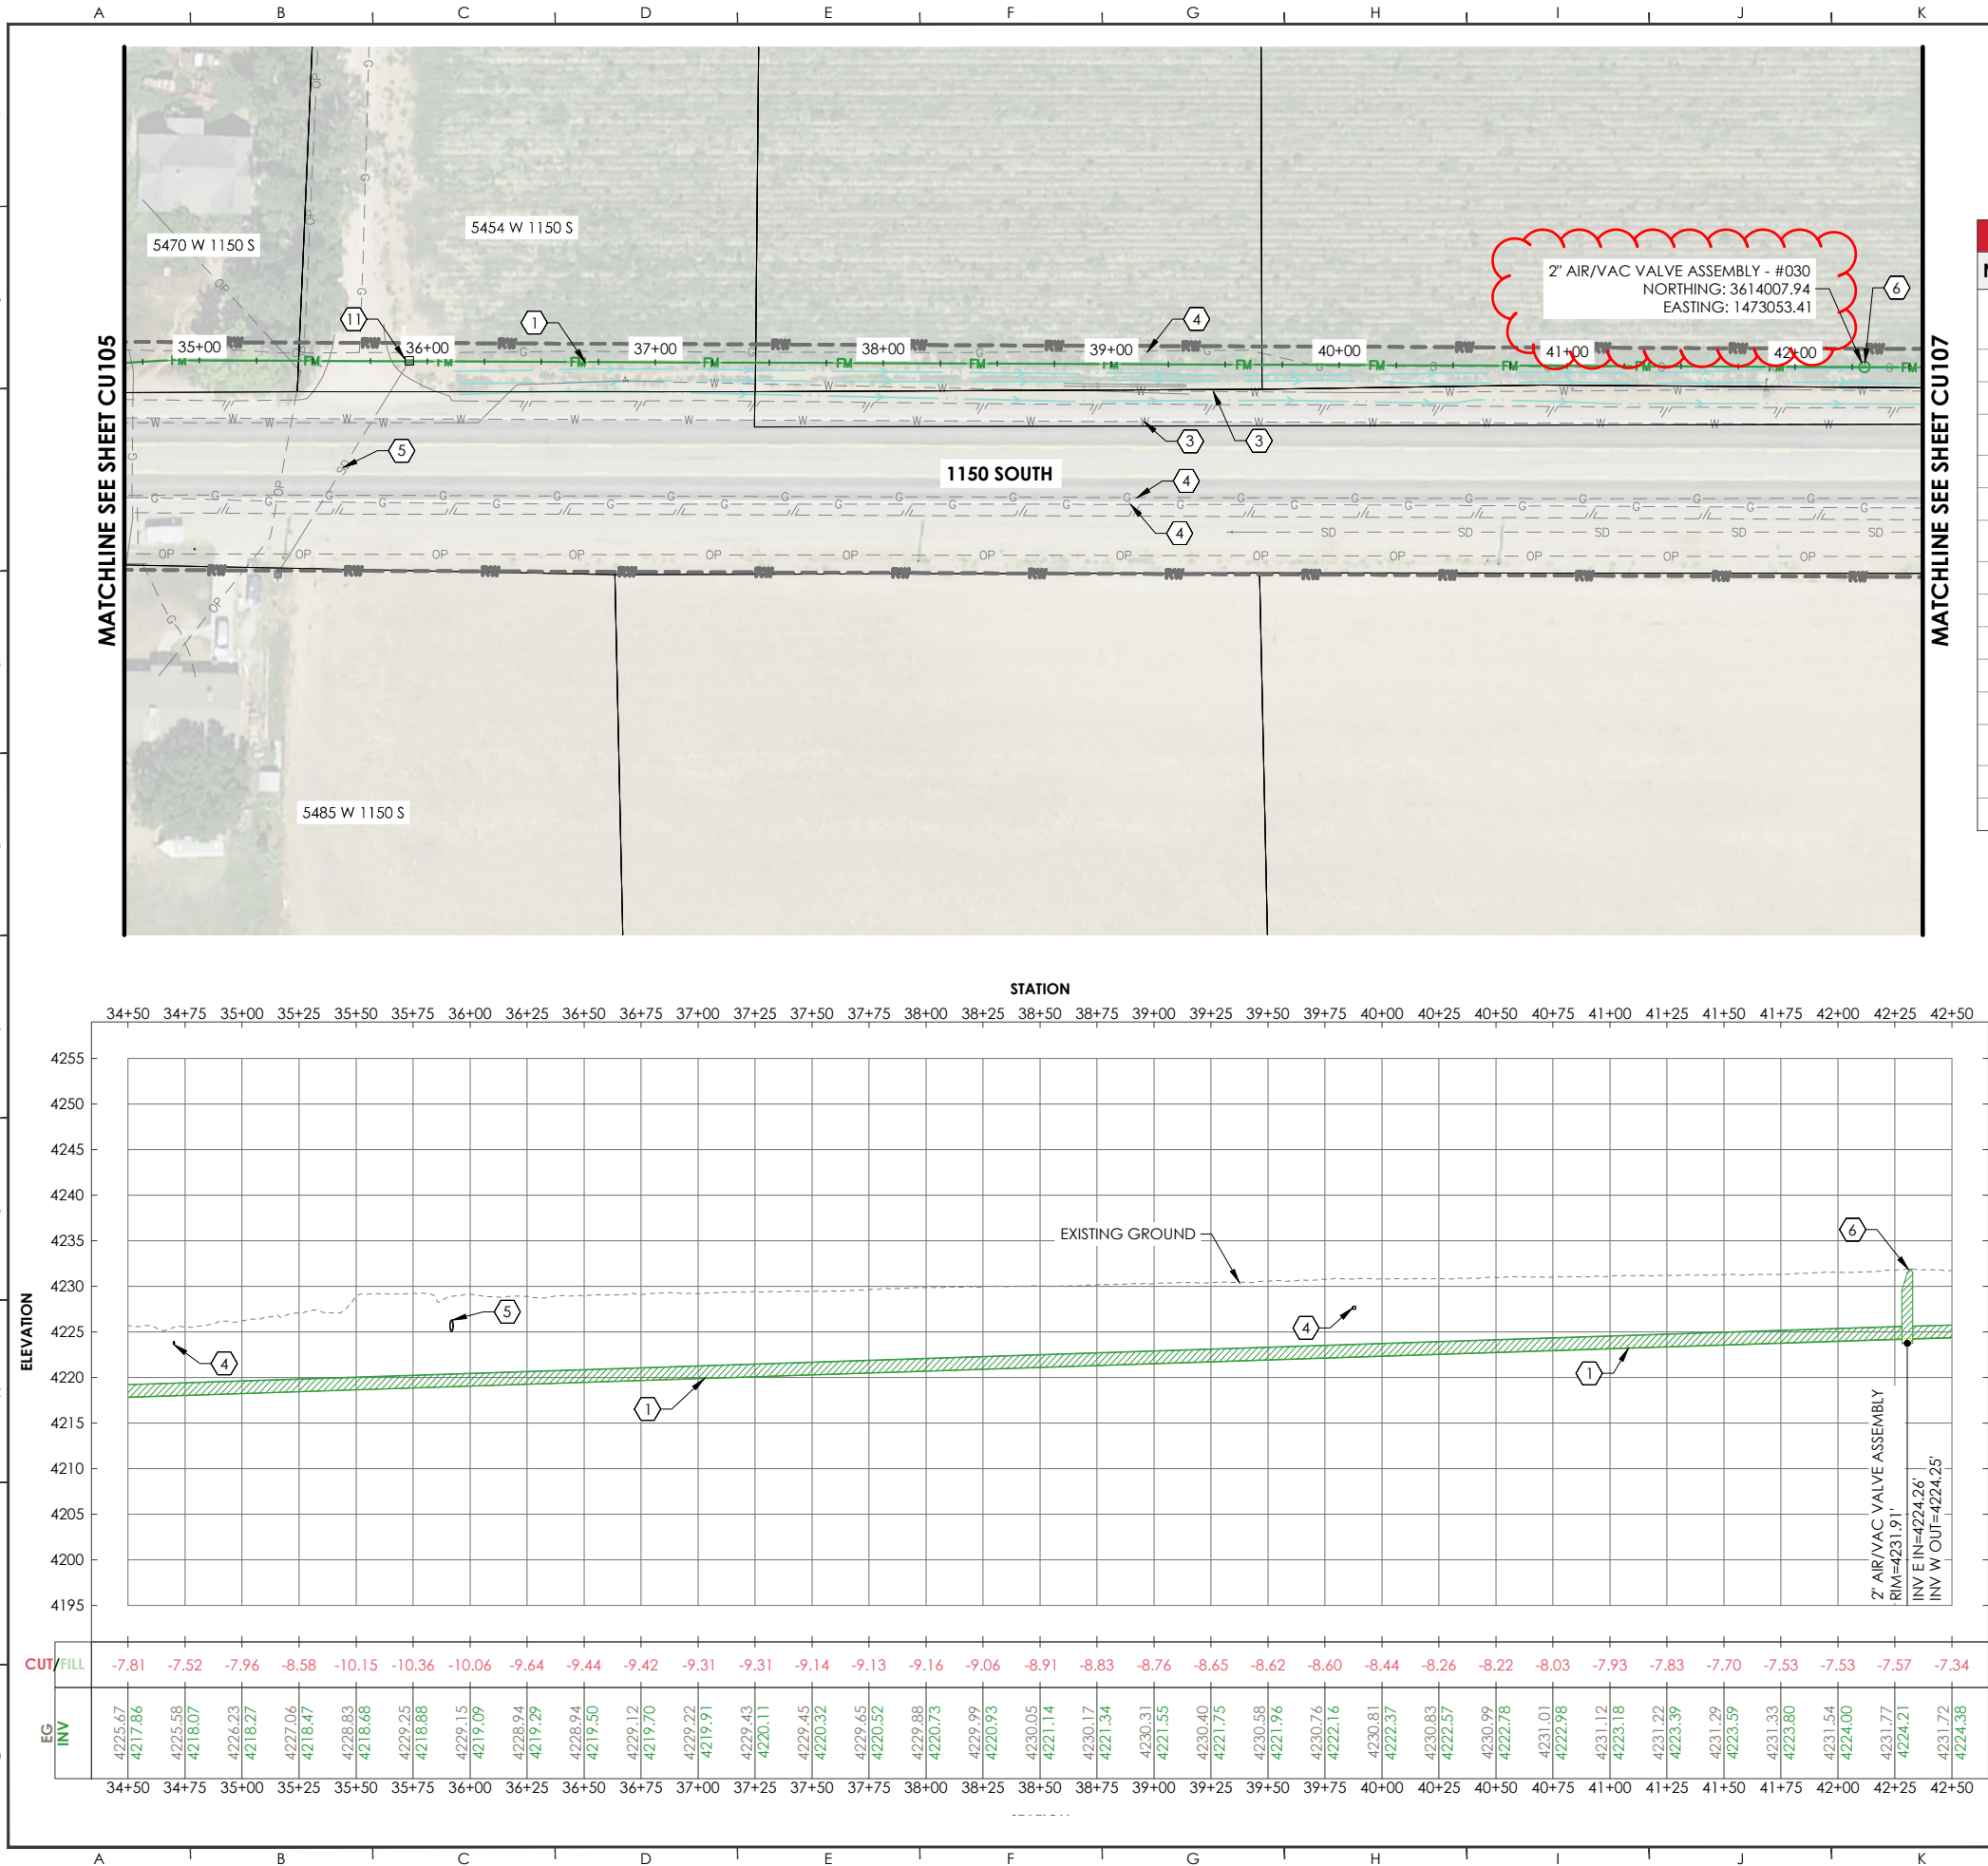 A B C D E F G H I J K
5470 W 1150 S
5454 W 1150 S
2" AIR/VAC VALVE ASSEMBLY - #030
NORTHING: 3614007.94
EASTING: 1473053.41
6
11
1
4
35+00 36+00 37+00 38+00 39+00 40+00 41+00 42+00
MATCHLINE SEE SHEET CU105
MATCHLINE SEE SHEET CU107
5
3
3
1150 SOUTH
4
4
5485 W 1150 S
STATION
34+50 34+75 35+00 35+25 35+50 35+75 36+00 36+25 36+50 36+75 37+00 37+25 37+50 37+75 38+00 38+25 38+50 38+75 39+00 39+25 39+50 39+75 40+00 40+25 40+50 40+75 41+00 41+25 41+50 41+75 42+00 42+25 42+50
4255
4250
4245
4240
4235
4230
4225
4220
4215
4210
4205
4200
4195
ELEVATION
EXISTING GROUND
6
5
4
4
1
1
2" AIR/VAC VALVE ASSEMBLY
RIM=4231.91'
INV E IN=4224.26'
INV W OUT=4224.25'
CUT/FILL -7.81 -7.52 -7.96 -8.58 -10.15 -10.36 -10.06 -9.64 -9.44 -9.42 -9.31 -9.31 -9.14 -9.13 -9.16 -9.06 -8.91 -8.83 -8.76 -8.65 -8.62 -8.60 -8.44 -8.26 -8.22 -8.03 -7.93 -7.83 -7.70 -7.53 -7.53 -7.57 -7.34
EG 4225.67 4225.58 4226.23 4227.06 4228.83 4229.25 4229.15 4228.94 4228.94 4229.12 4229.22 4229.43 4229.45 4229.65 4229.88 4229.99 4230.05 4230.17 4230.31 4230.40 4230.58 4230.76 4230.81 4230.83 4230.99 4231.01 4231.12 4231.22 4231.29 4231.33 4231.54 4231.77 4231.72
INV 4217.86 4218.07 4218.27 4218.47 4218.68 4218.88 4219.09 4219.29 4219.50 4219.70 4219.91 4220.11 4220.32 4220.52 4220.73 4220.93 4221.14 4221.34 4221.55 4221.75 4221.96 4222.16 4222.37 4222.57 4222.78 4222.98 4223.18 4223.39 4223.59 4223.80 4224.00 4224.21 4224.38
34+50 34+75 35+00 35+25 35+50 35+75 36+00 36+25 36+50 36+75 37+00 37+25 37+50 37+75 38+00 38+25 38+50 38+75 39+00 39+25 39+50 39+75 40+00 40+25 40+50 40+75 41+00 41+25 41+50 41+75 42+00 42+25 42+50
A B C D E F G H I J K